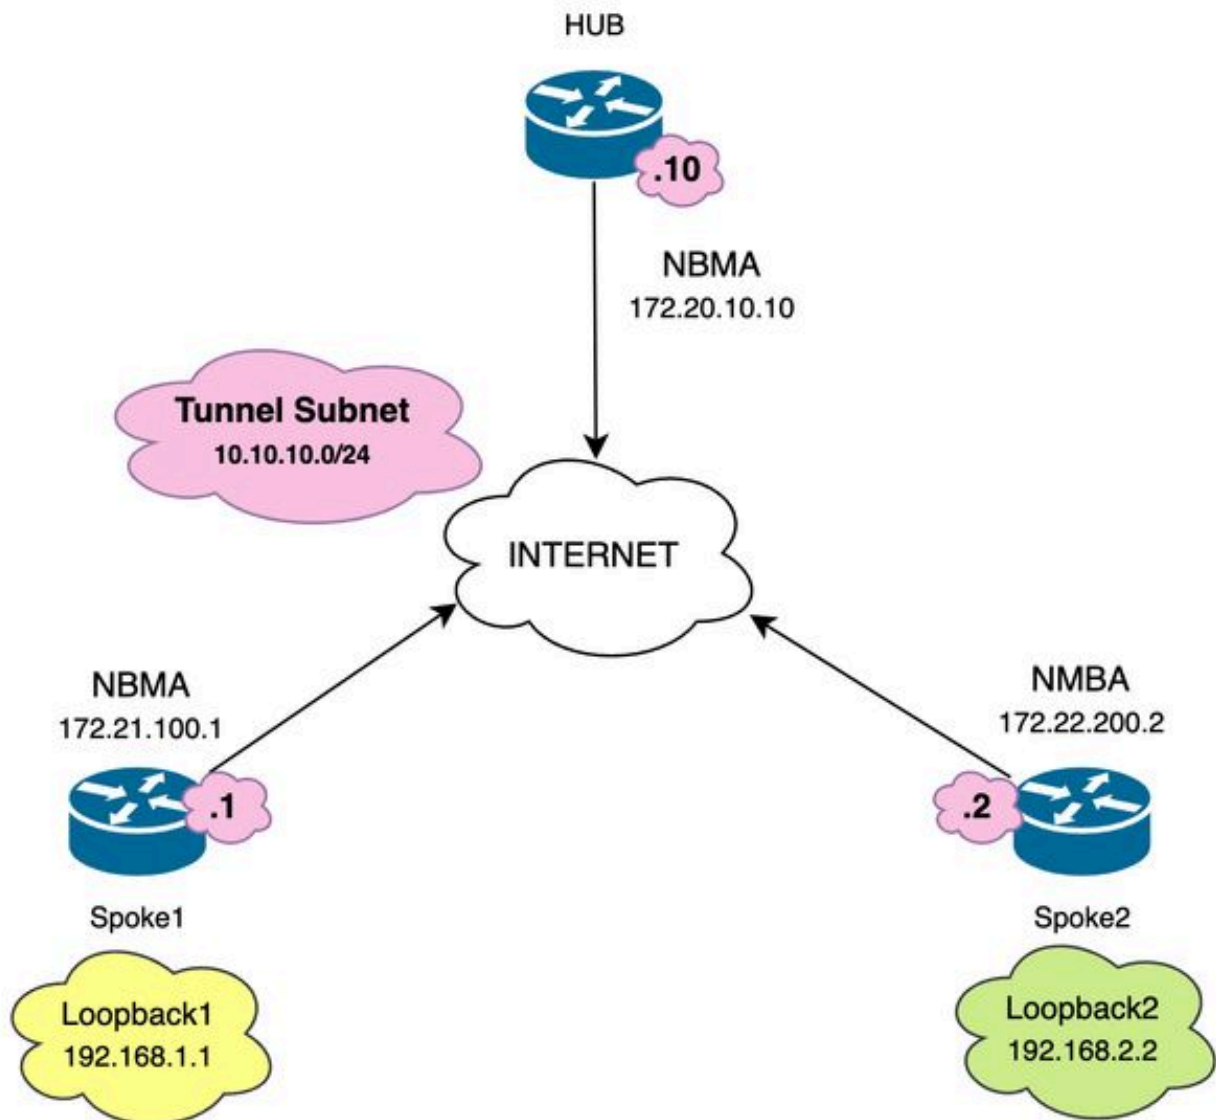 HUB
.10
NBMA
172.20.10.10
Tunnel Subnet
10.10.10.0/24
INTERNET
NBMA
172.21.100.1
.1
Spoke1
Loopback1
192.168.1.1
NMBA
172.22.200.2
.2
Spoke2
Loopback2
192.168.2.2